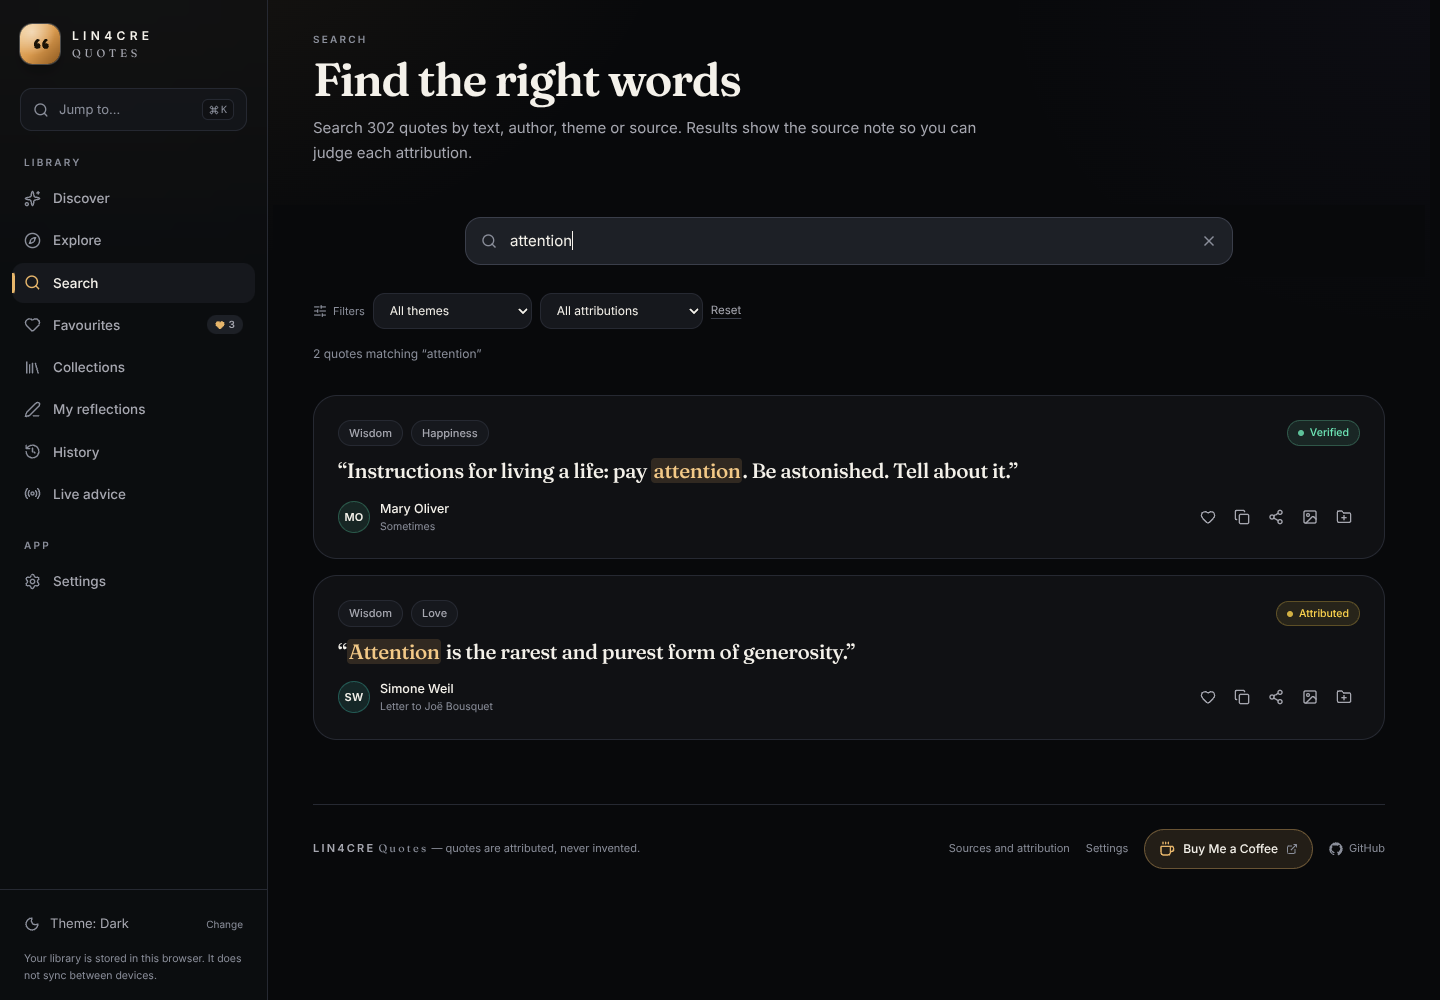 LIN4CRE
QUOTES
Jump to...
⌘K
LIBRARY
Discover
Explore
Search
Favourites
3
Collections
My reflections
History
Live advice
APP
Settings
Theme: Dark
Change
Your library is stored in this browser. It does
not sync between devices.
SEARCH
Find the right words
Search 302 quotes by text, author, theme or source. Results show the source note so you can
judge each attribution.
attention
Filters
All themes
All attributions
Reset
2 quotes matching “attention”
Wisdom
Happiness
Verified
“Instructions for living a life: pay attention. Be astonished. Tell about it.”
MO
Mary Oliver
Sometimes
Wisdom
Love
Attributed
“Attention is the rarest and purest form of generosity.”
SW
Simone Weil
Letter to Joë Bousquet
LIN4CRE Quotes — quotes are attributed, never invented.
Sources and attribution
Settings
Buy Me a Coffee
GitHub